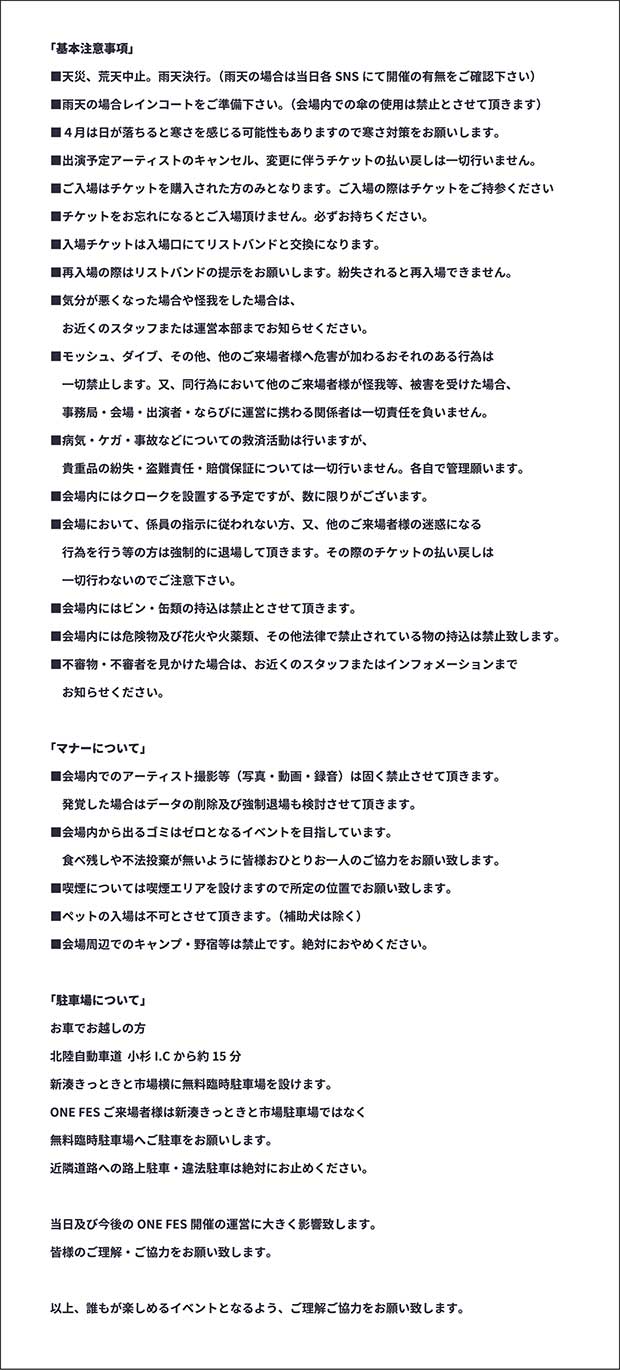 「基本注意事項」
■天災、荒天中止。雨天決行。（雨天の場合は当日各 SNS にて開催の有無をご確認下さい）
■雨天の場合レインコートをご準備下さい。（会場内での傘の使用は禁止とさせて頂きます）
■４月は日が落ちると寒さを感じる可能性もありますので寒さ対策をお願いします。
■出演予定アーティストのキャンセル、変更に伴うチケットの払い戻しは一切行いません。
■ご入場はチケットを購入された方のみとなります。ご入場の際はチケットをご持参ください
■チケットをお忘れになるとご入場頂けません。必ずお持ちください。
■入場チケットは入場口にてリストバンドと交換になります。
■再入場の際はリストバンドの提示をお願いします。紛失されると再入場できません。
■気分が悪くなった場合や怪我をした場合は、
お近くのスタッフまたは運営本部までお知らせください。
■モッシュ、ダイブ、その他、他のご来場者様へ危害が加わるおそれのある行為は
一切禁止します。又、同行為において他のご来場者様が怪我等、被害を受けた場合、
事務局・会場・出演者・ならびに運営に携わる関係者は一切責任を負いません。
■病気・ケガ・事故などについての救済活動は行いますが、
貴重品の紛失・盗難責任・賠償保証については一切行いません。各自で管理願います。
■会場内にはクロークを設置する予定ですが、数に限りがございます。
■会場において、係員の指示に従われない方、又、他のご来場者様の迷惑になる
行為を行う等の方は強制的に退場して頂きます。その際のチケットの払い戻しは
一切行わないのでご注意下さい。
■会場内にはビン・缶類の持込は禁止とさせて頂きます。
■会場内には危険物及び花火や火薬類、その他法律で禁止されている物の持込は禁止致します。
■不審物・不審者を見かけた場合は、お近くのスタッフまたはインフォメーションまで
お知らせください。
「マナーについて」
■会場内でのアーティスト撮影等（写真・動画・録音）は固く禁止させて頂きます。
発覚した場合はデータの削除及び強制退場も検討させて頂きます。
■会場内から出るゴミはゼロとなるイベントを目指しています。
食べ残しや不法投棄が無いように皆様おひとりお一人のご協力をお願い致します。
■喫煙については喫煙エリアを設けますので所定の位置でお願い致します。
■ペットの入場は不可とさせて頂きます。（補助犬は除く）
■会場周辺でのキャンプ・野宿等は禁止です。絶対におやめください。
「駐車場について」
お車でお越しの方
北陸自動車道 小杉 I.C から約 15 分
新湊きっときと市場横に無料臨時駐車場を設けます。
ONE FES ご来場者様は新湊きっときと市場駐車場ではなく
無料臨時駐車場へご駐車をお願いします。
近隣道路への路上駐車・違法駐車は絶対にお止めください。
当日及び今後の ONE FES 開催の運営に大きく影響致します。
皆様のご理解・ご協力をお願い致します。
以上、誰もが楽しめるイベントとなるよう、ご理解ご協力をお願い致します。